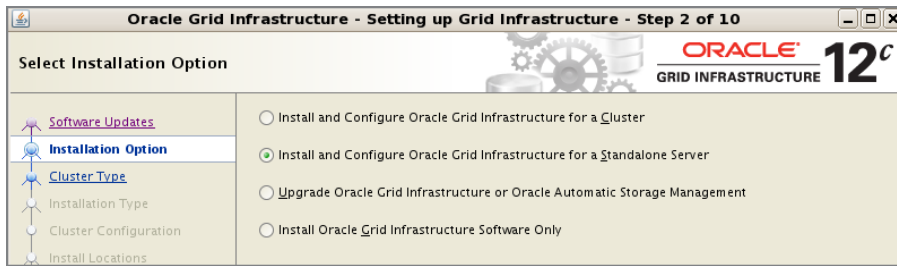 Oracle Grid Infrastructure - Setting up Grid Infrastructure - Step 2 of 10
Select Installation Option
ORACLE
GRID INFRASTRUCTURE
12c
Software Updates
Installation Option
Cluster Type
Installation Type
Cluster Configuration
Install Locations
Install and Configure Oracle Grid Infrastructure for a Cluster
Install and Configure Oracle Grid Infrastructure for a Standalone Server
Upgrade Oracle Grid Infrastructure or Oracle Automatic Storage Management
Install Oracle Grid Infrastructure Software Only